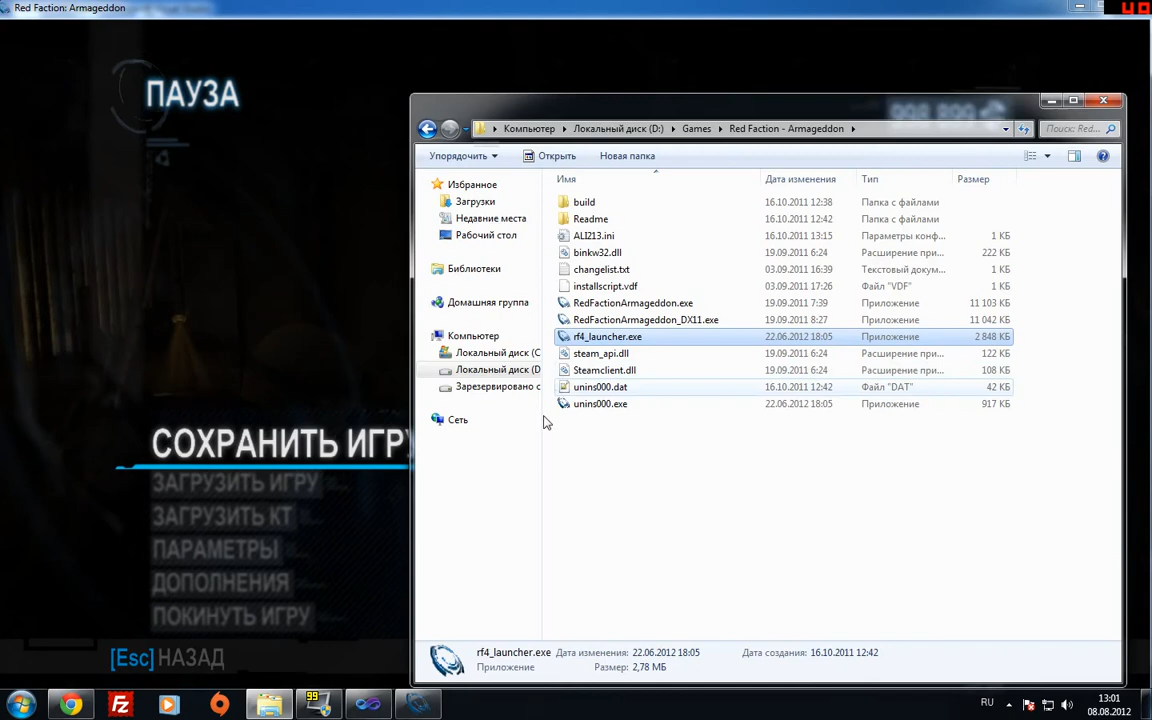 Red Faction: Armageddon
40
ПАУЗА
Компьютер ▸ Локальный диск (D:) ▸ Games ▸ Red Faction - Armageddon ▸
Поиск: Red...
Упорядочить Открыть Новая папка
Имя Дата изменения Тип Размер
Избранное
Загрузки
Недавние места
Рабочий стол
Библиотеки
Домашняя группа
Компьютер
Локальный диск (C
Локальный диск (D
Зарезервировано с
Сеть
build 16.10.2011 12:38 Папка с файлами
Readme 16.10.2011 12:42 Папка с файлами
ALI213.ini 16.10.2011 13:15 Параметры конф... 1 КБ
binkw32.dll 19.09.2011 6:24 Расширение при... 222 КБ
changelist.txt 03.09.2011 16:39 Текстовый докум... 1 КБ
installscript.vdf 03.09.2011 17:26 Файл "VDF" 1 КБ
RedFactionArmageddon.exe 19.09.2011 7:39 Приложение 11 103 КБ
RedFactionArmageddon_DX11.exe 19.09.2011 8:27 Приложение 11 042 КБ
rf4_launcher.exe 22.06.2012 18:05 Приложение 2 848 КБ
steam_api.dll 19.09.2011 6:24 Расширение при... 122 КБ
Steamclient.dll 19.09.2011 6:24 Расширение при... 108 КБ
unins000.dat 16.10.2011 12:42 Файл "DAT" 42 КБ
unins000.exe 22.06.2012 18:05 Приложение 917 КБ
СОХРАНИТЬ ИГРУ
ЗАГРУЗИТЬ ИГРУ
ЗАГРУЗИТЬ КТ
ПАРАМЕТРЫ
ДОПОЛНЕНИЯ
ПОКИНУТЬ ИГРУ
[Esc] НАЗАД
rf4_launcher.exe Дата изменения: 22.06.2012 18:05 Дата создания: 16.10.2011 12:42
Приложение Размер: 2,78 МБ
99
RU
13:01
08.08.2012